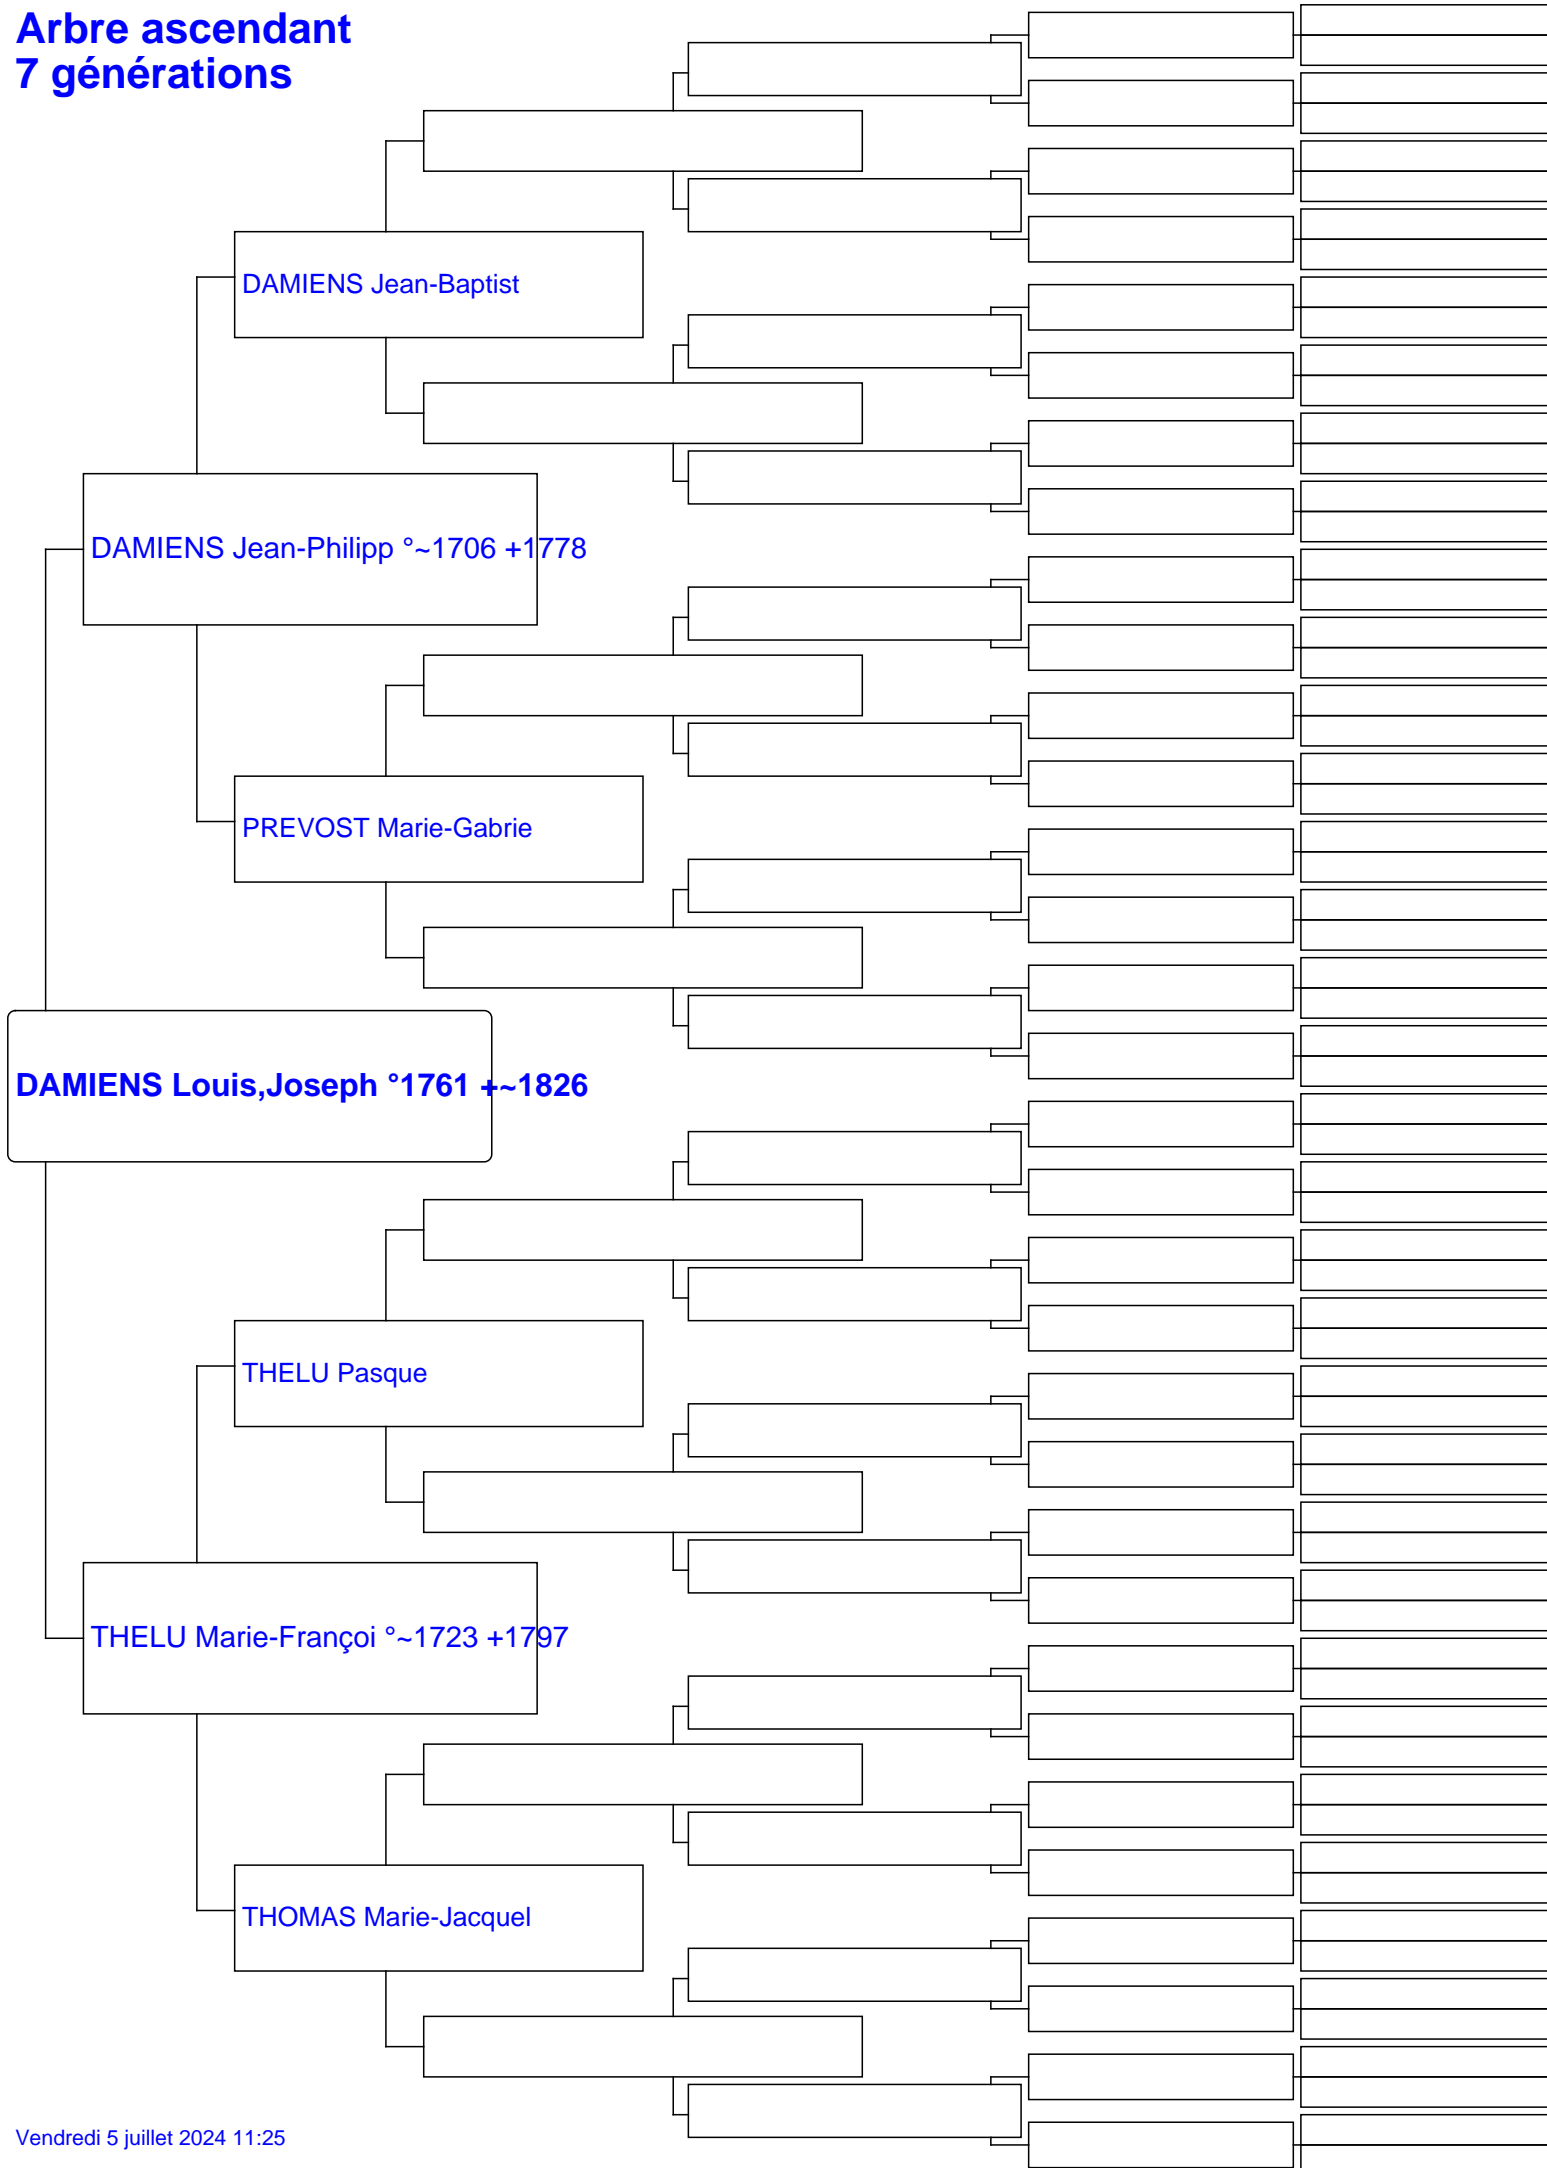 Arbre ascendant
7 générations
DAMIENS Jean-Baptist
DAMIENS Jean-Philipp °~1706 +1778
PREVOST Marie-Gabrie
DAMIENS Louis,Joseph °1761 +~1826
THELU Pasque
THELU Marie-Françoi °~1723 +1797
THOMAS Marie-Jacquel
Vendredi 5 juillet 2024 11:25